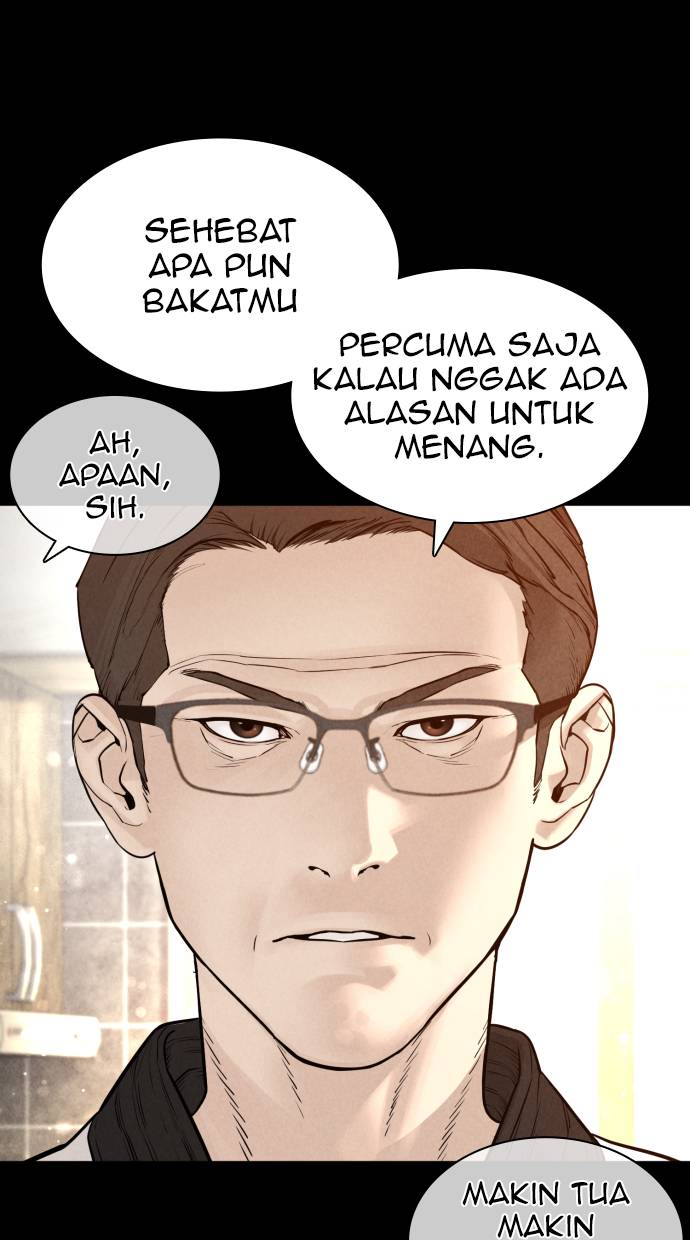 SEHEBAT
APA PUN
BAKATMU
PERCUMA SAJA
KALAU NGGAK ADA
ALASAN UNTUK
MENANG.
AH,
APAAN,
SIH.
MAKIN TUA
MAKIN